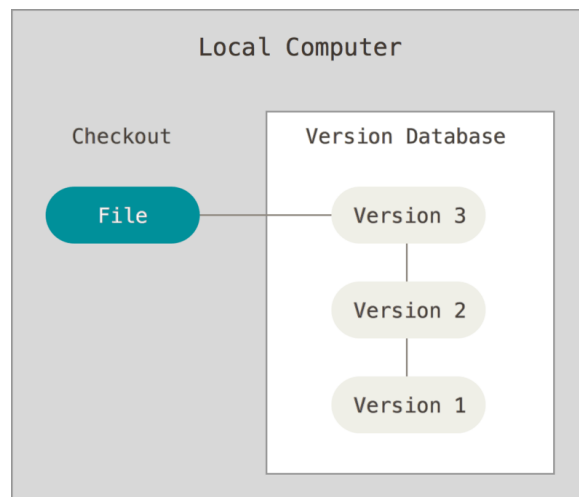 Local Computer
Checkout
Version Database
File
Version 3
Version 2
Version 1